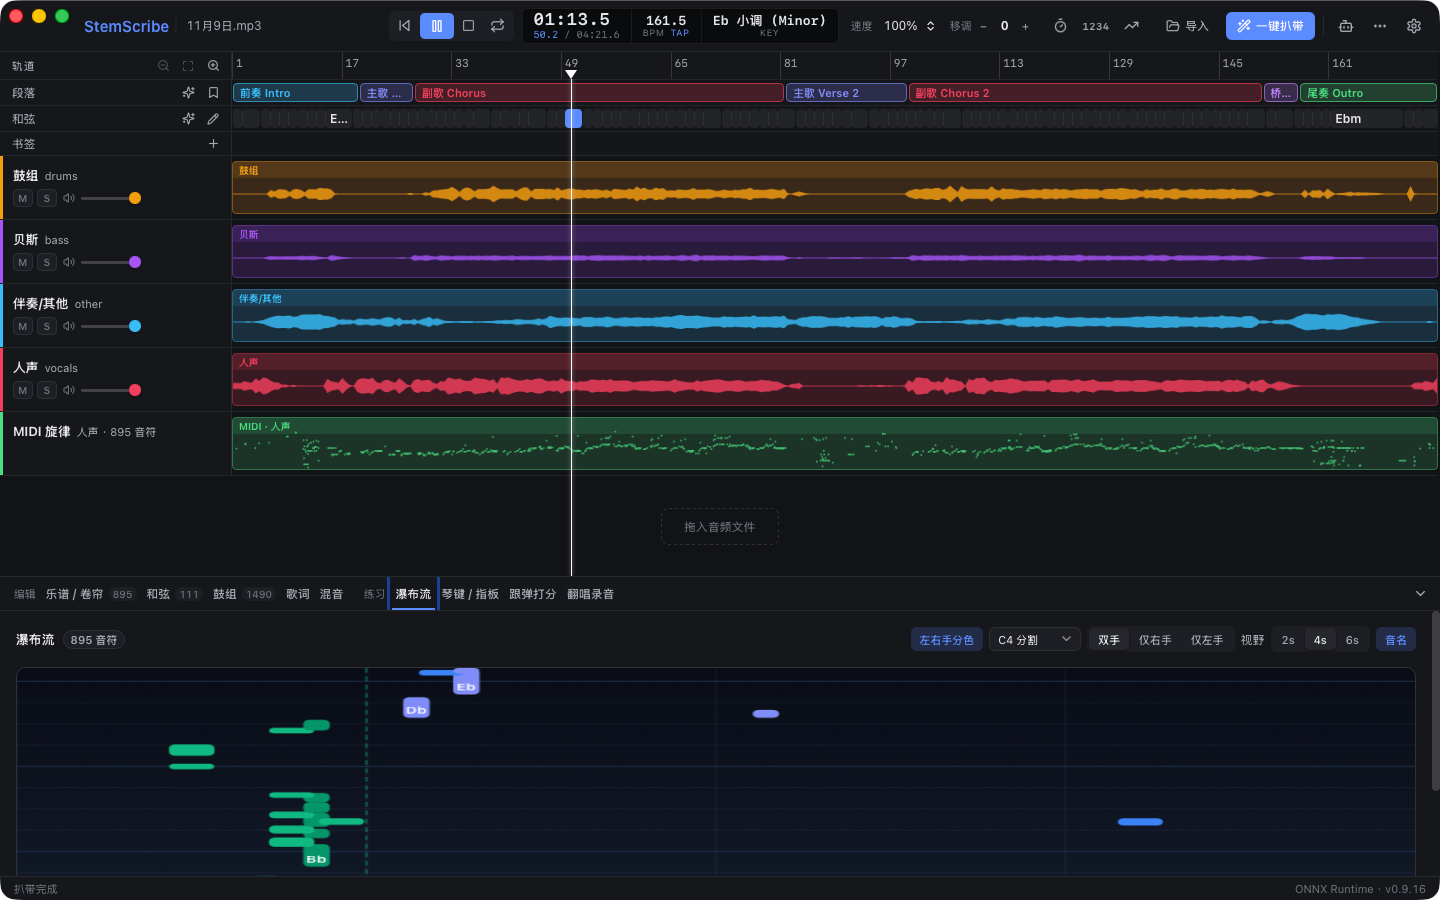 StemScribe 11月9日.mp3 01:13.5 161.5 Eb 小调 (Minor) 速度 100% 移调 − 0 + 1234 导入 一键扒带
50.2 / 04:21.6 BPM TAP KEY
轨道 1 17 33 49 65 81 97 113 129 145 161
段落 前奏 Intro 主歌 ... 副歌 Chorus 主歌 Verse 2 副歌 Chorus 2 桥... 尾奏 Outro
和弦 E... Ebm
书签 +
鼓组 drums 鼓组
M S
贝斯 bass 贝斯
M S
伴奏/其他 other 伴奏/其他
M S
人声 vocals 人声
M S
MIDI 旋律 人声 · 895 音符 MIDI · 人声
拖入音频文件
编辑 乐谱 / 卷帘 895 和弦 111 鼓组 1490 歌词 混音 练习 瀑布流 琴键 / 指板 跟弹打分 翻唱录音
瀑布流 895 音符 左右手分色 C4 分割 双手 仅右手 仅左手 视野 2s 4s 6s 音名
Eb
Db
Bb
扒带完成 ONNX Runtime · v0.9.16